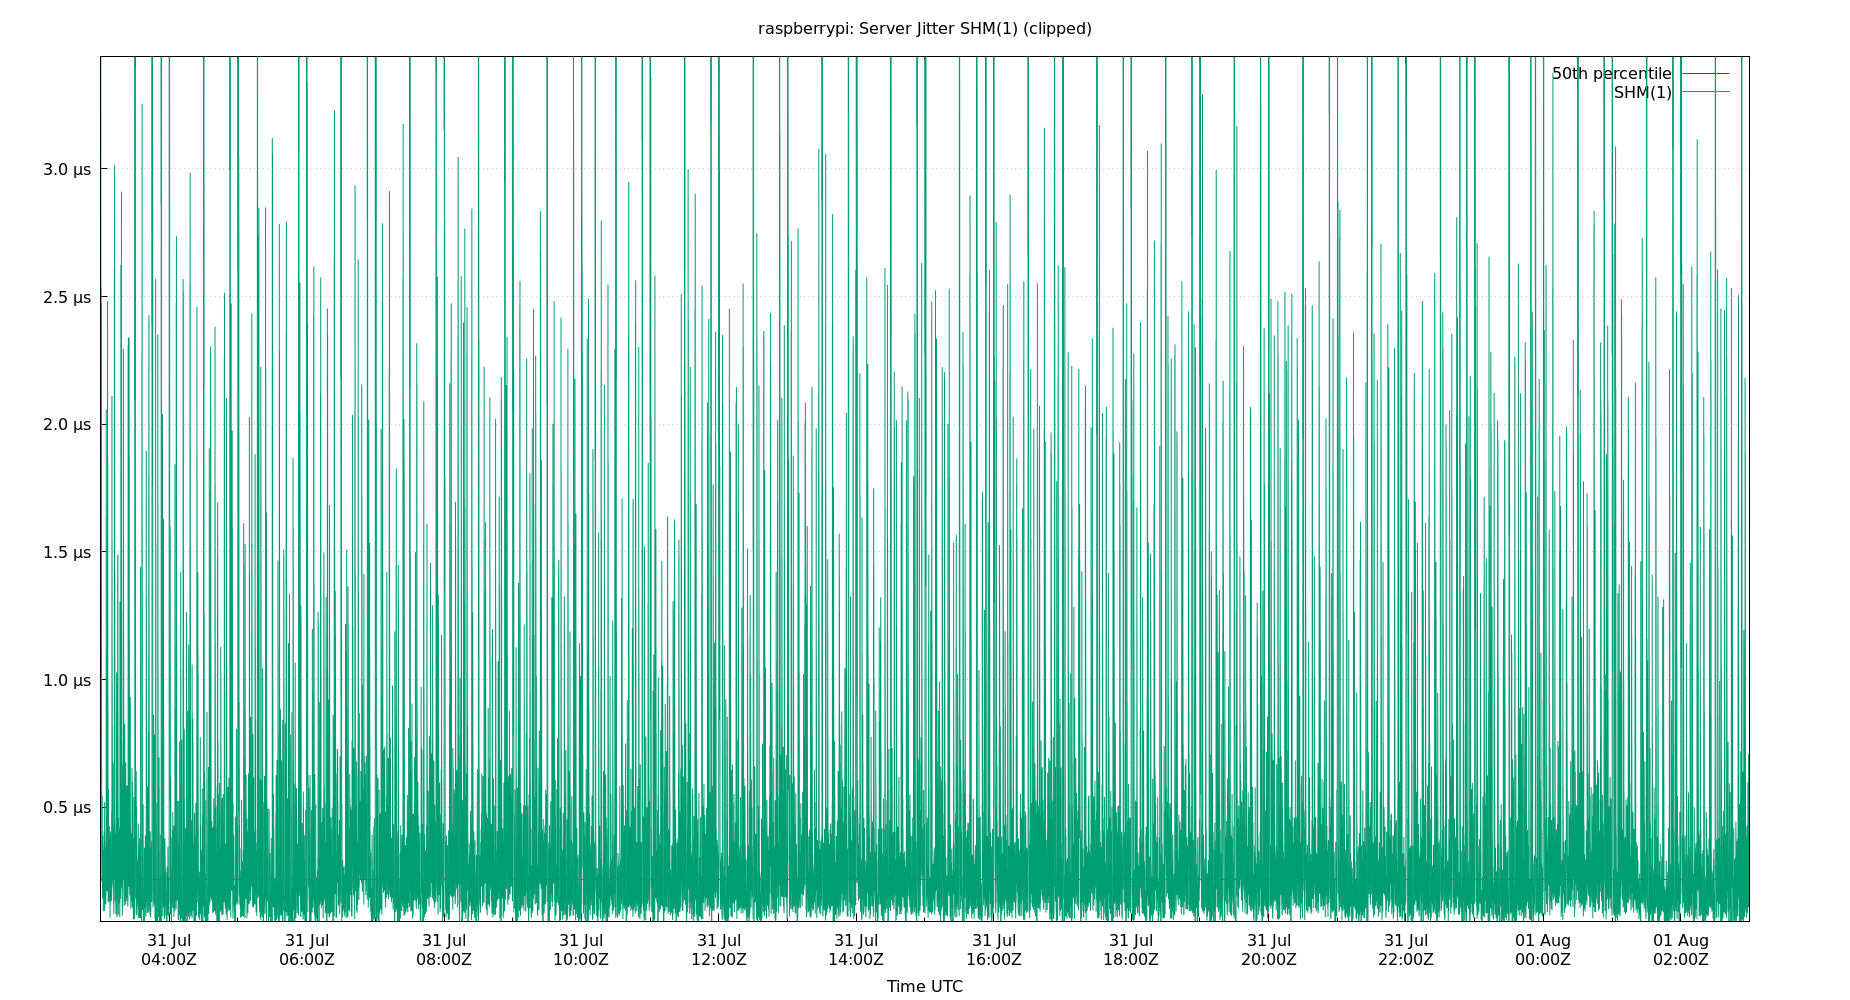 raspberrypi: Server Jitter SHM(1) (clipped)
50th percentile
SHM(1)
3.0 µs
2.5 µs
2.0 µs
1.5 µs
1.0 µs
0.5 µs
31 Jul 31 Jul 31 Jul 31 Jul 31 Jul 31 Jul 31 Jul 31 Jul 31 Jul 31 Jul 01 Aug 01 Aug
04:00Z 06:00Z 08:00Z 10:00Z 12:00Z 14:00Z 16:00Z 18:00Z 20:00Z 22:00Z 00:00Z 02:00Z
Time UTC